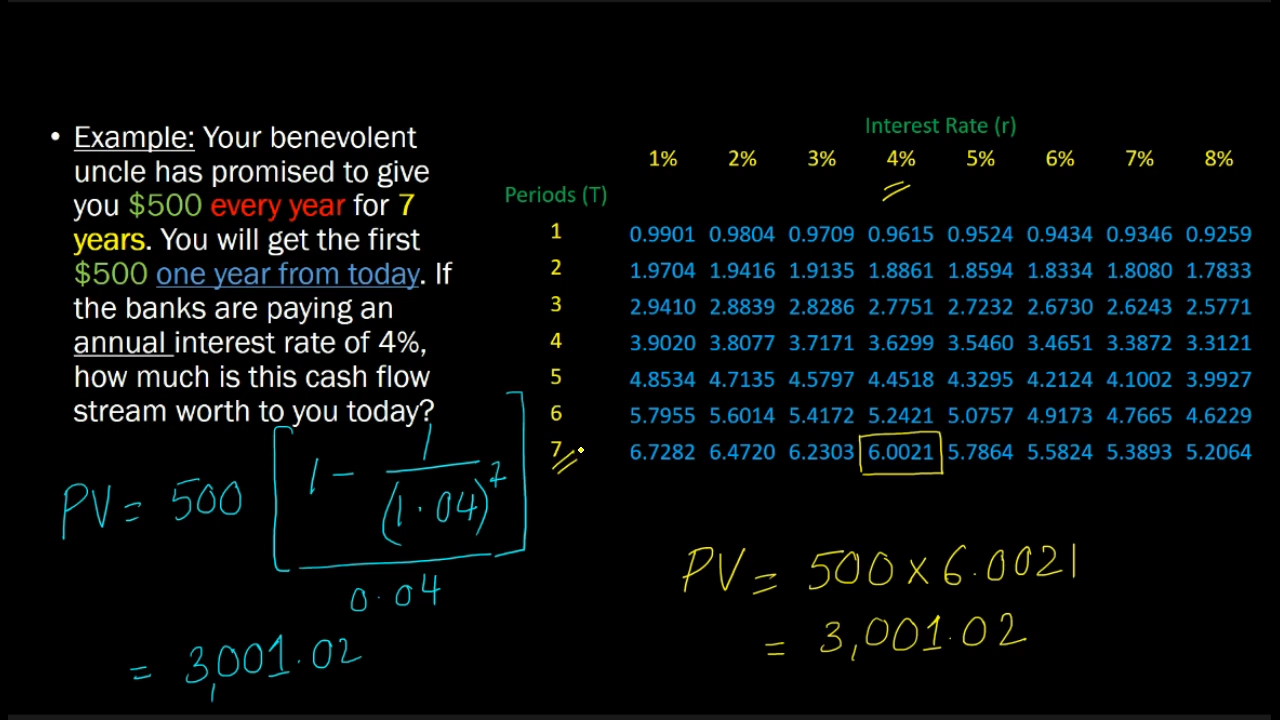 • Example: Your benevolent
uncle has promised to give
you $500 every year for 7
years. You will get the first
$500 one year from today. If
the banks are paying an
annual interest rate of 4%,
how much is this cash flow
stream worth to you today?
PV = 500 [1 - 1/(1.04)^7]
0.04
= 3,001.02
Interest Rate (r)
1% 2% 3% 4% 5% 6% 7% 8%
Periods (T)
1 0.9901 0.9804 0.9709 0.9615 0.9524 0.9434 0.9346 0.9259
2 1.9704 1.9416 1.9135 1.8861 1.8594 1.8334 1.8080 1.7833
3 2.9410 2.8839 2.8286 2.7751 2.7232 2.6730 2.6243 2.5771
4 3.9020 3.8077 3.7171 3.6299 3.5460 3.4651 3.3872 3.3121
5 4.8534 4.7135 4.5797 4.4518 4.3295 4.2124 4.1002 3.9927
6 5.7955 5.6014 5.4172 5.2421 5.0757 4.9173 4.7665 4.6229
7 6.7282 6.4720 6.2303 6.0021 5.7864 5.5824 5.3893 5.2064
PV = 500 × 6.0021
= 3,001.02